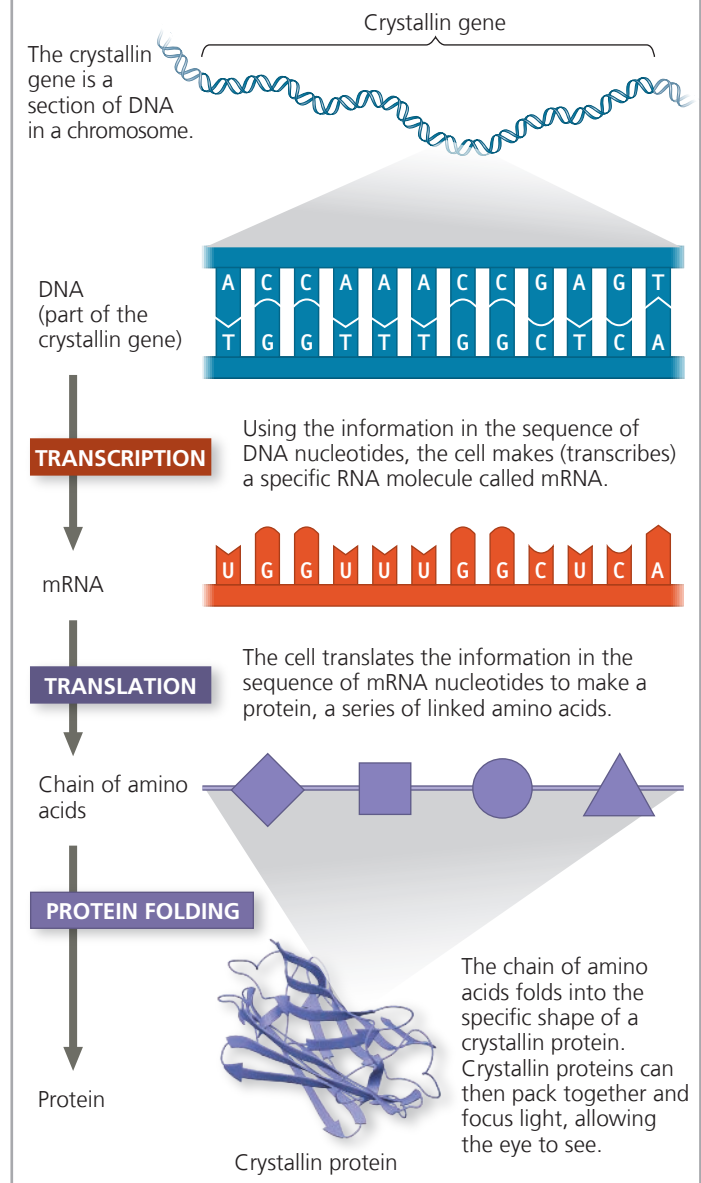 Crystallin gene
The crystallin
gene is a
section of DNA
in a chromosome.
A C C A A A C C G A G T
DNA
(part of the
crystallin gene)
T G G T T T G G C T C A
Using the information in the sequence of
DNA nucleotides, the cell makes (transcribes)
a specific RNA molecule called mRNA.
TRANSCRIPTION
U G G U U U G G C U C A
mRNA
The cell translates the information in the
sequence of mRNA nucleotides to make a
protein, a series of linked amino acids.
TRANSLATION
Chain of amino
acids
PROTEIN FOLDING
The chain of amino
acids folds into the
specific shape of a
crystallin protein.
Crystallin proteins can
then pack together and
focus light, allowing
the eye to see.
Protein
Crystallin protein